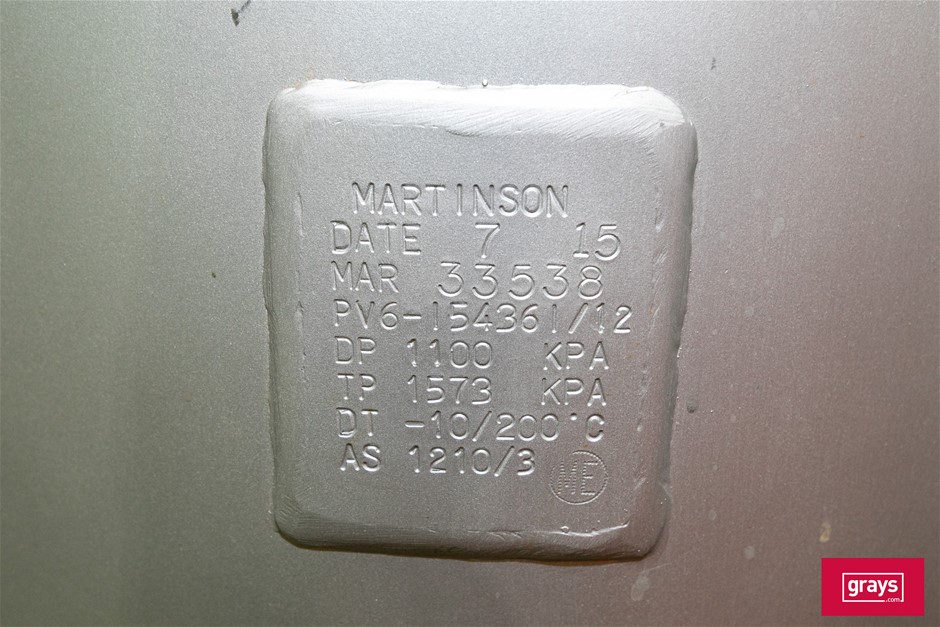 MARTINSON
DATE 7 15
MAR 33538
PV6-154361/12
DP 1100 KPA
TP 1573 KPA
DT -10/200°C
AS 1210/3
ME
grays
.com